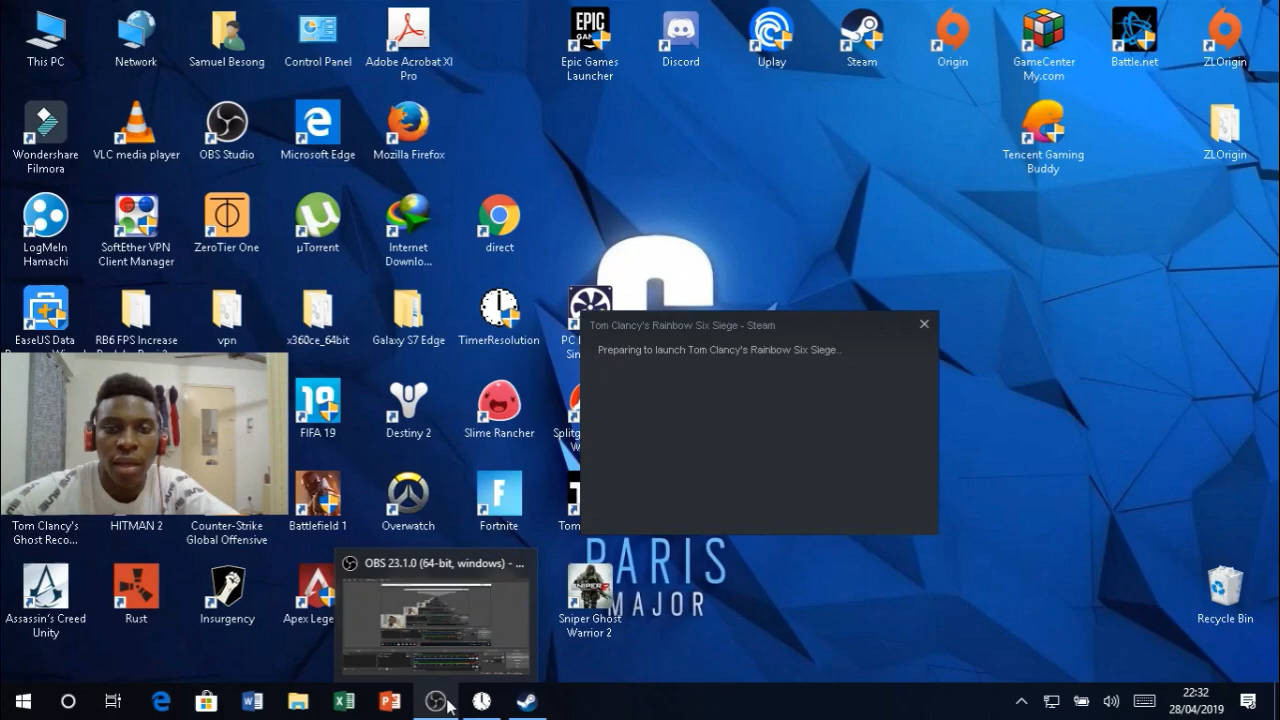 This PC
Network
Samuel Besong
Control Panel
Adobe Acrobat XI
Pro
EPIC
Epic Games
Launcher
Discord
Uplay
Steam
Origin
GameCenter
My.com
Battle.net
ZLOrigin
Wondershare
Filmora
VLC media player
OBS Studio
Microsoft Edge
Mozilla Firefox
Tencent Gaming
Buddy
ZLOrigin
LogMeIn
Hamachi
SoftEther VPN
Client Manager
ZeroTier One
µTorrent
Internet
Downlo...
direct
EaseUS Data
RB6 FPS Increase
vpn
x360ce_64bit
Galaxy S7 Edge
TimerResolution
PC
Tom Clancy's Rainbow Six Siege - Steam
Preparing to launch Tom Clancy's Rainbow Six Siege..
19
FIFA 19
Destiny 2
Slime Rancher
Tom Clancy's
Ghost Reco...
HITMAN 2
Counter-Strike
Global Offensive
Battlefield 1
Overwatch
F
Fortnite
Tom
OBS 23.1.0 (64-bit, windows) - ...
PARIS
MAJOR
Assassin's Creed
Unity
Rust
Insurgency
Apex Lege
Sniper Ghost
Warrior 2
Recycle Bin
22:32
28/04/2019